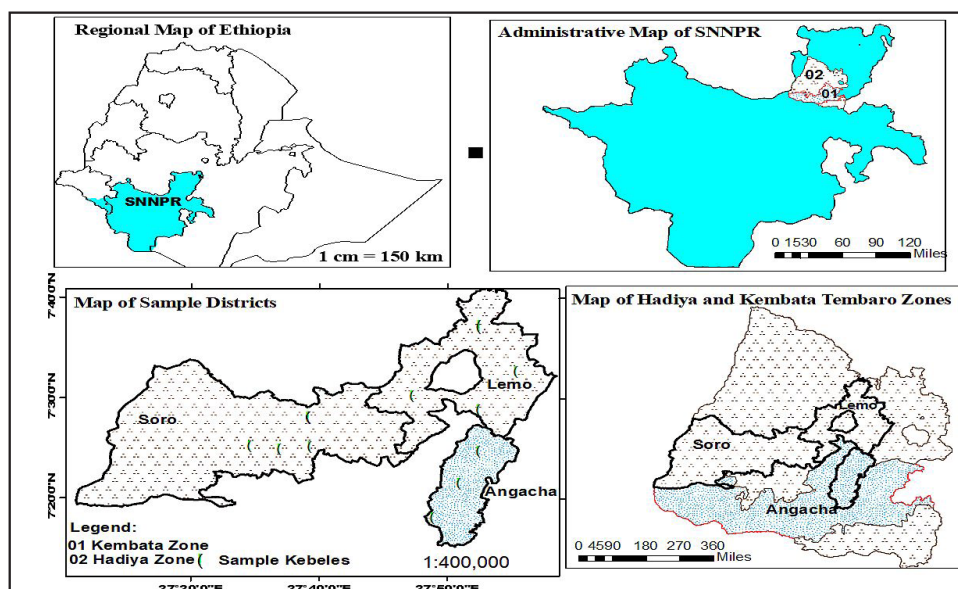 Regional Map of Ethiopia
SNNPR
1 cm = 150 km
Administrative Map of SNNPR
02
01
0 1530 60 90 120
Miles
Map of Sample Districts
7°40'N
7°30'N
7°20'N
Lemo
Soro
Angacha
Legend:
01 Kembata Zone
02 Hadiya Zone
Sample Kebeles
1:400,000
37°30'0"E
37°40'0"E
37°50'0"E
Map of Hadiya and Kembata Tembaro Zones
Lemo
Soro
Angacha
0 4590 180 270 360
Miles